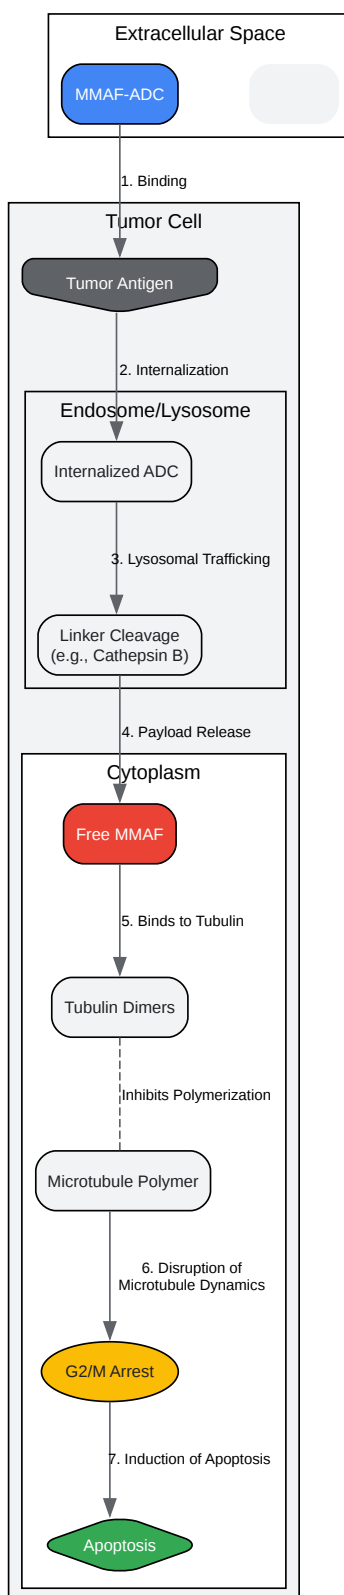 Extracellular Space
MMAF-ADC
1. Binding
Tumor Cell
Tumor Antigen
2. Internalization
Endosome/Lysosome
Internalized ADC
3. Lysosomal Trafficking
Linker Cleavage
(e.g., Cathepsin B)
4. Payload Release
Cytoplasm
Free MMAF
5. Binds to Tubulin
Tubulin Dimers
Inhibits Polymerization
Microtubule Polymer
6. Disruption of
Microtubule Dynamics
G2/M Arrest
7. Induction of Apoptosis
Apoptosis